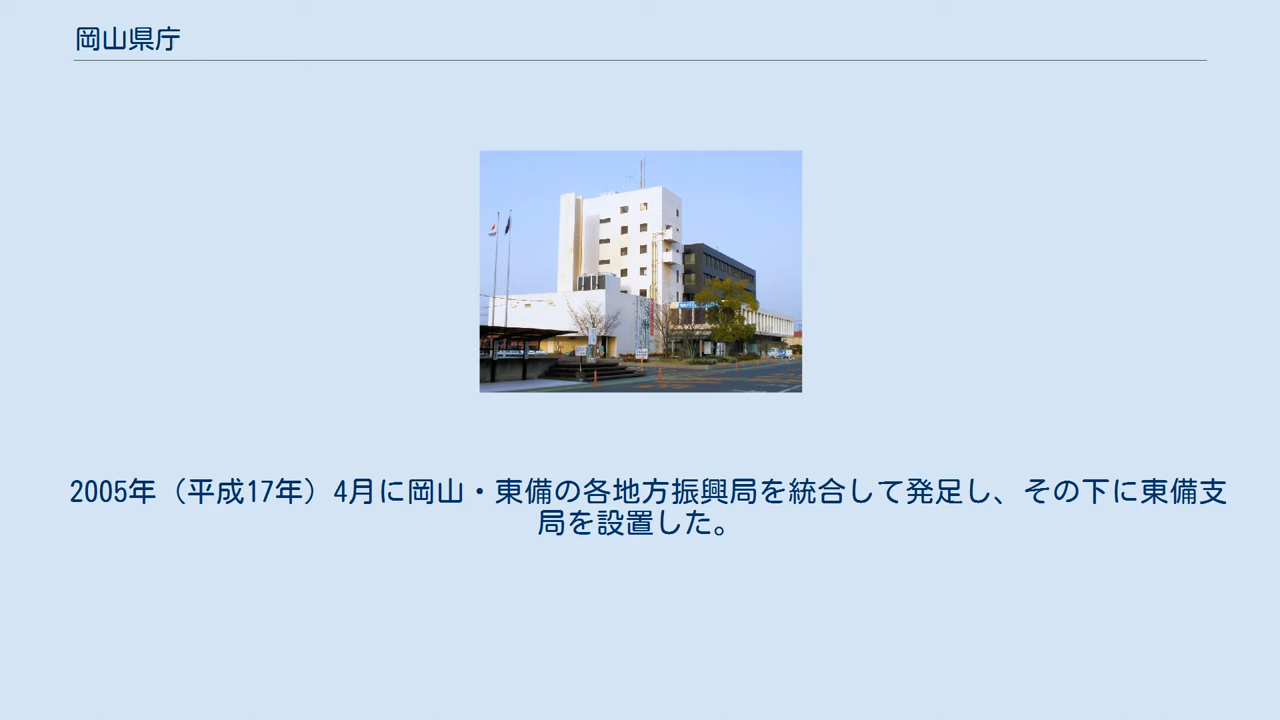 岡山県庁
2005年（平成17年）4月に岡山・東備の各地方振興局を統合して発足し、その下に東備支
局を設置した。